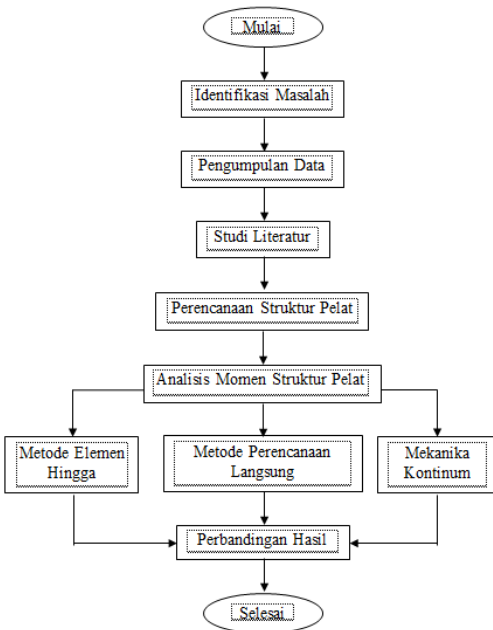 Mulai
Identifikasi Masalah
Pengumpulan Data
Studi Literatur
Perencanaan Struktur Pelat
Analisis Momen Struktur Pelat
Metode Elemen
Hingga
Metode Perencanaan
Langsung
Mekanika
Kontinum
Perbandingan Hasil
Selesai